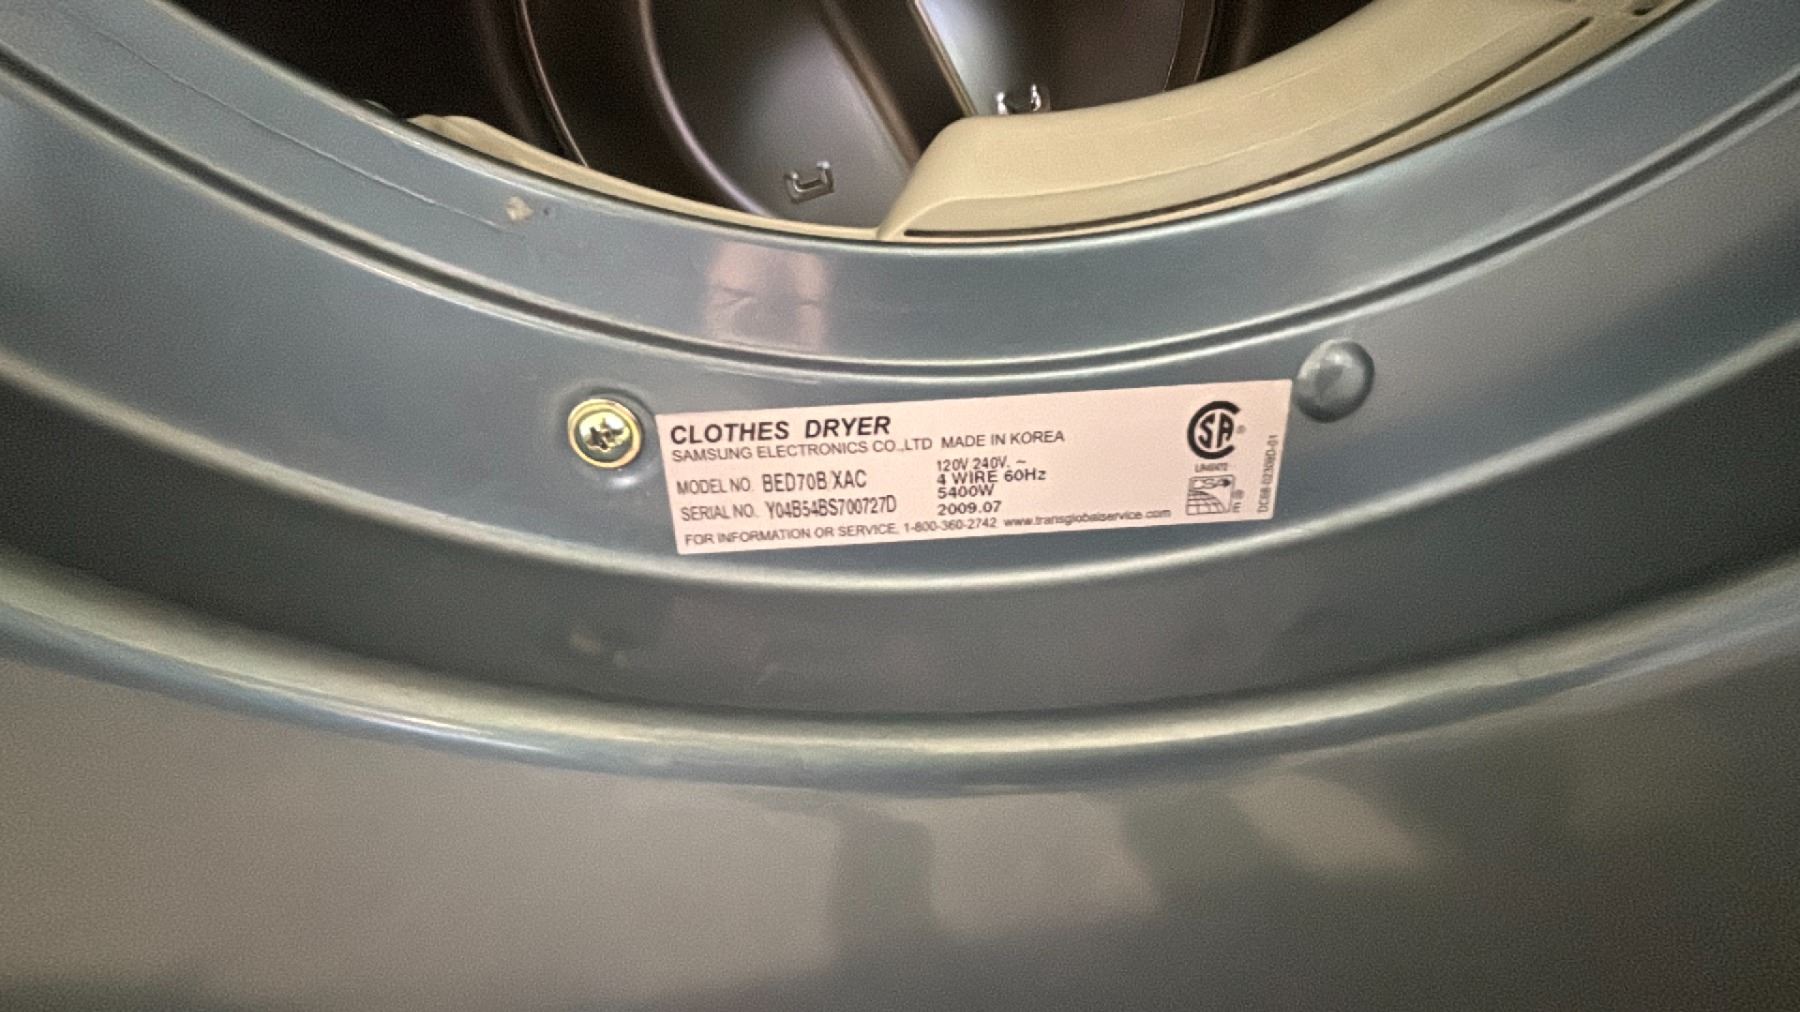 CLOTHES DRYER
SAMSUNG ELECTRONICS CO.,LTD MADE IN KOREA
MODEL NO. BED70B XAC
120V 240V. ~
4 WIRE 60Hz
5400W
SERIAL NO. Y04B54BS700727D
2009.07
FOR INFORMATION OR SERVICE, 1-800-360-2742 www.transglobalservice.com
SA